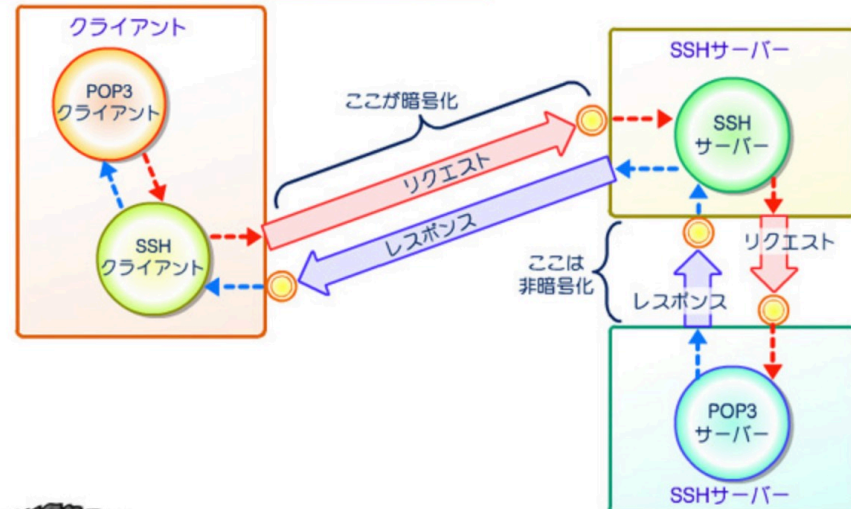 クライアント
POP3
クライアント
SSH
クライアント
ここが暗号化
リクエスト
レスポンス
SSHサーバー
SSH
サーバー
リクエスト
ここは
非暗号化
レスポンス
POP3
サーバー
SSHサーバー